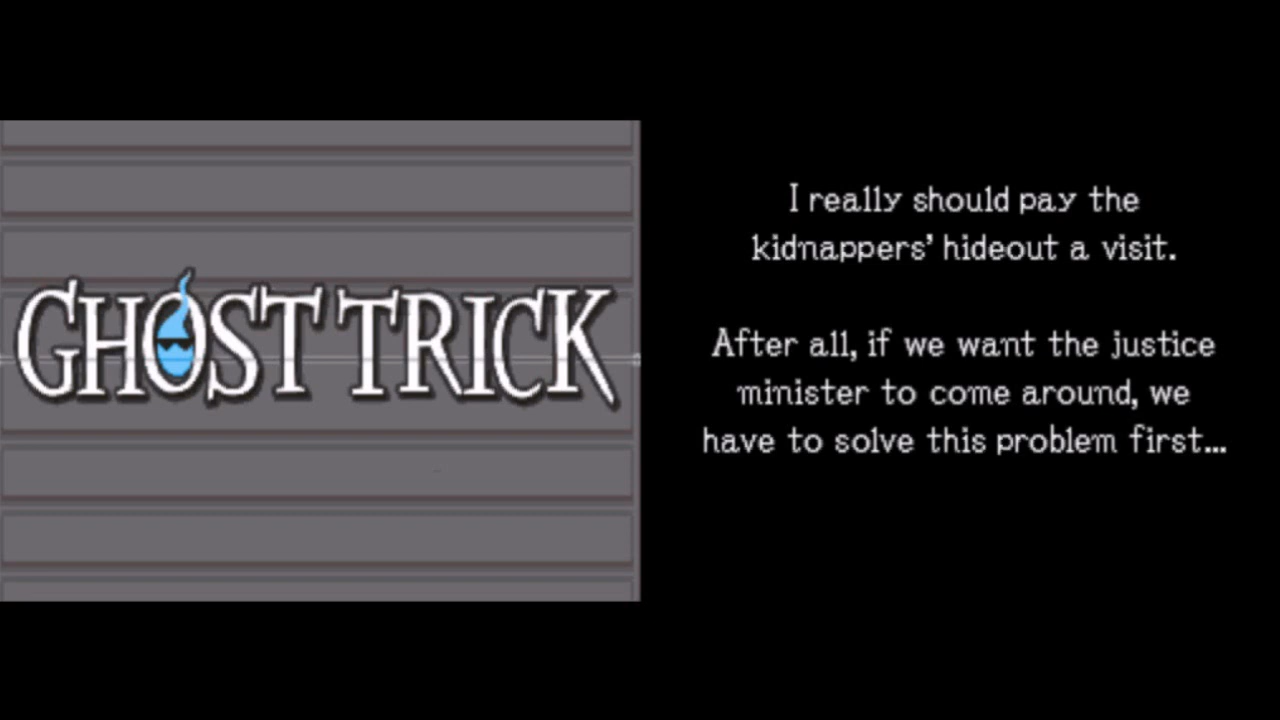 GHOST TRICK
I really should pay the
kidnappers' hideout a visit.
After all, if we want the justice
minister to come around, we
have to solve this problem first...